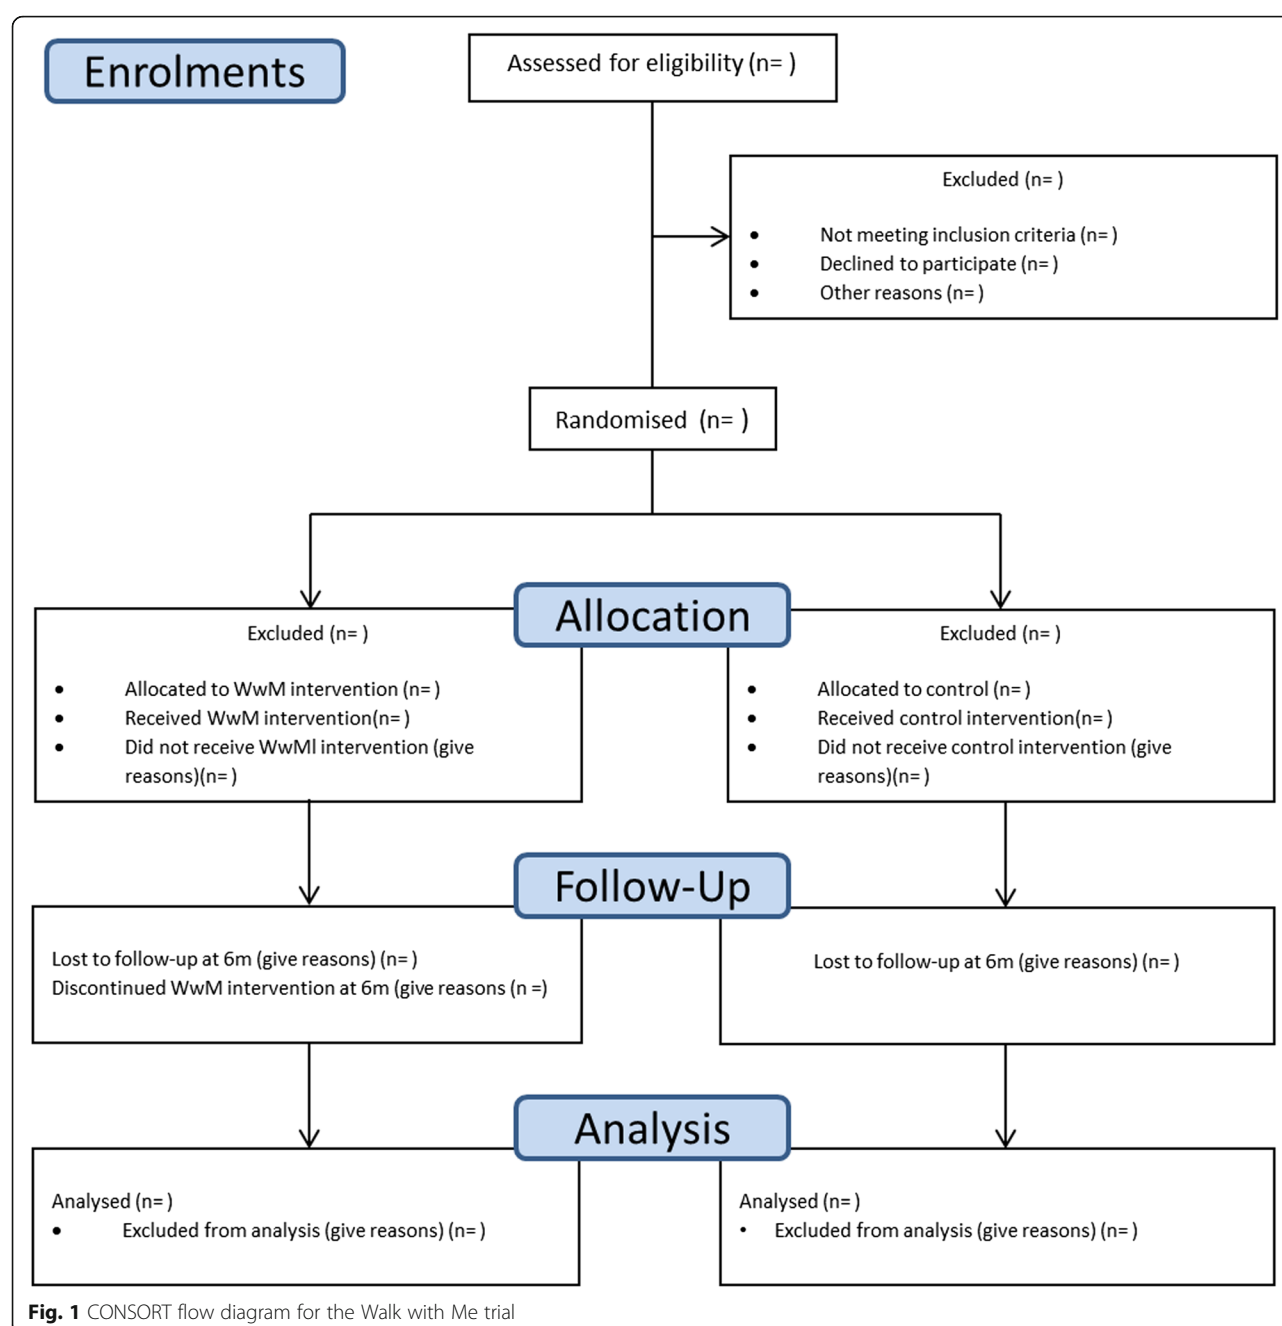 Enrolments
Assessed for eligibility (n= )
Excluded (n= )
• Not meeting inclusion criteria (n= )
• Declined to participate (n= )
• Other reasons (n= )
Randomised (n= )
Allocation
Excluded (n= )
• Allocated to WwM intervention (n= )
• Received WwM intervention(n= )
• Did not receive WwMl intervention (give
reasons)(n= )
Excluded (n= )
• Allocated to control (n= )
• Received control intervention(n= )
• Did not receive control intervention (give
reasons)(n= )
Follow-Up
Lost to follow-up at 6m (give reasons) (n= )
Discontinued WwM intervention at 6m (give reasons (n =)
Lost to follow-up at 6m (give reasons) (n= )
Analysis
Analysed (n= )
• Excluded from analysis (give reasons) (n= )
Analysed (n= )
• Excluded from analysis (give reasons) (n= )
Fig. 1 CONSORT flow diagram for the Walk with Me trial